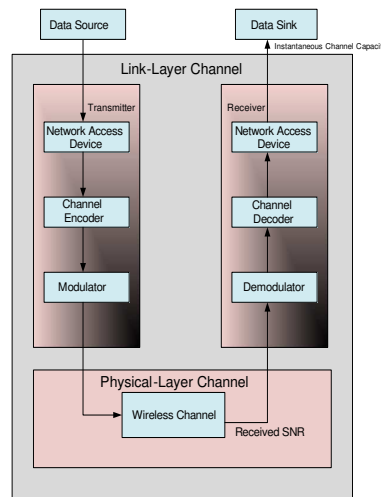 Data Source
Data Sink
Instantaneous Channel Capacit
Link-Layer Channel
Transmitter
Receiver
Network Access
Device
Network Access
Device
Channel
Encoder
Channel
Decoder
Modulator
Demodulator
Physical-Layer Channel
Wireless Channel
Received SNR